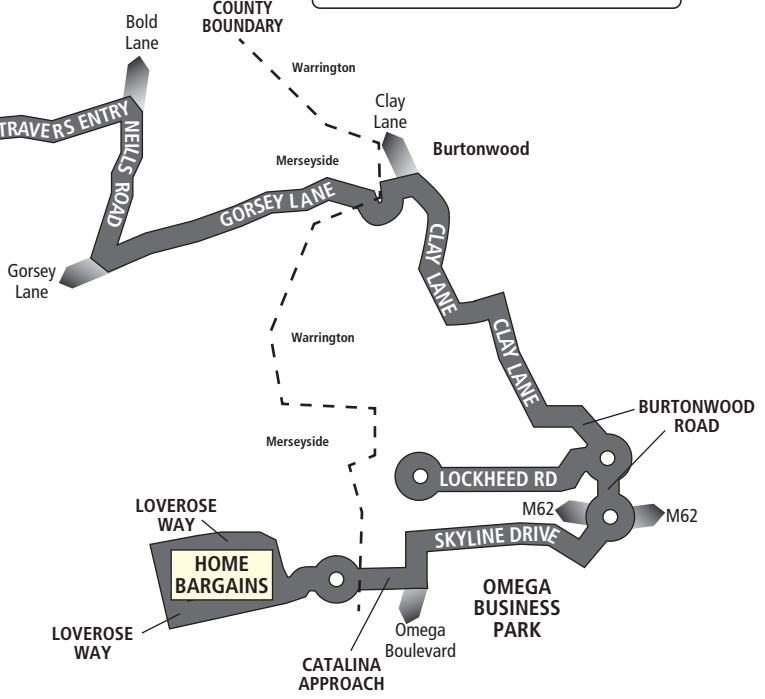 COUNTY
BOUNDARY
Bold
Lane
Warrington
Clay
Lane
TRAVERS ENTRY
Burtonwood
NEILLS ROAD
Merseyside
GORSEY LANE
CLAY LANE
Gorsey
Lane
Warrington
CLAY LANE
BURTONWOOD
ROAD
Merseyside
LOCKHEED RD
LOVEROSE
WAY
M62
M62
SKYLINE DRIVE
HOME
BARGAINS
OMEGA
BUSINESS
PARK
LOVEROSE
WAY
Omega
Boulevard
CATALINA
APPROACH